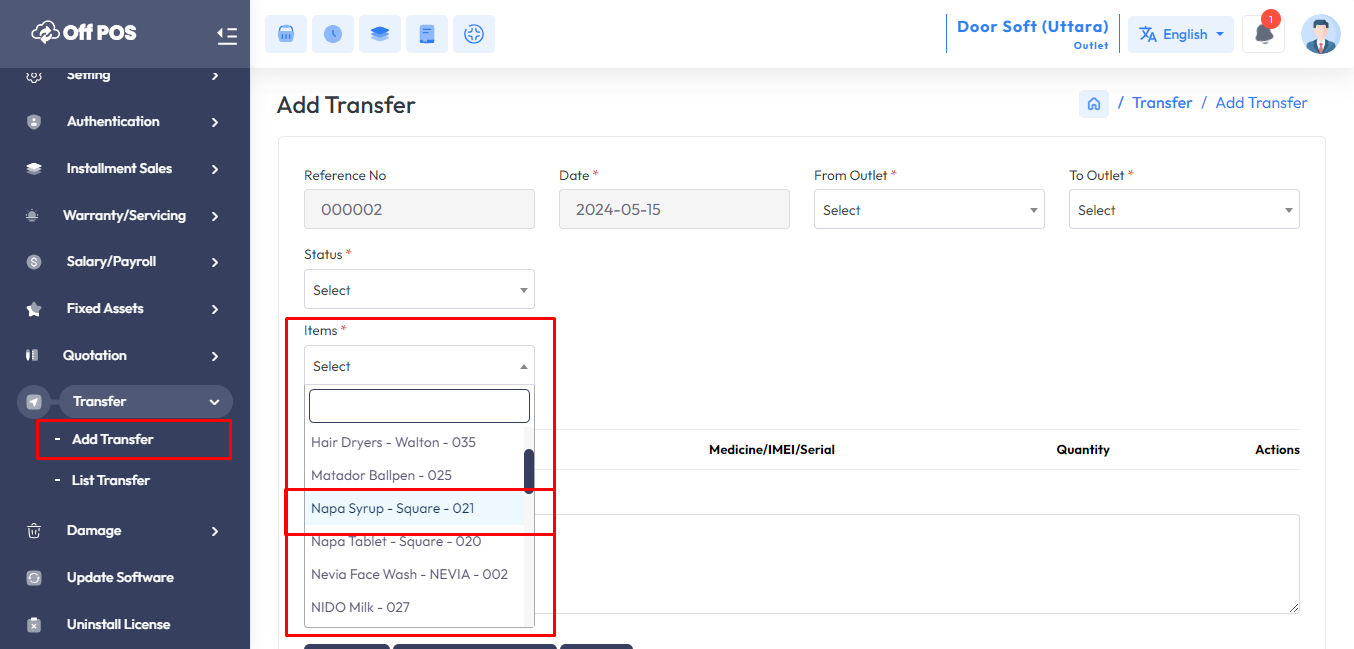 Off POS
Door Soft (Uttara)
Outlet
English
1
Setting
Authentication
Installment Sales
Warranty/Servicing
Salary/Payroll
Fixed Assets
Quotation
Transfer
- Add Transfer
- List Transfer
Damage
Update Software
Uninstall License
Add Transfer
/ Transfer / Add Transfer
Reference No
000002
Date *
2024-05-15
From Outlet *
Select
To Outlet *
Select
Status *
Select
Items *
Select
Hair Dryers - Walton - 035
Matador Ballpen - 025
Napa Syrup - Square - 021
Napa Tablet - Square - 020
Nevia Face Wash - NEVIA - 002
NIDO Milk - 027
Medicine/IMEI/Serial Quantity Actions